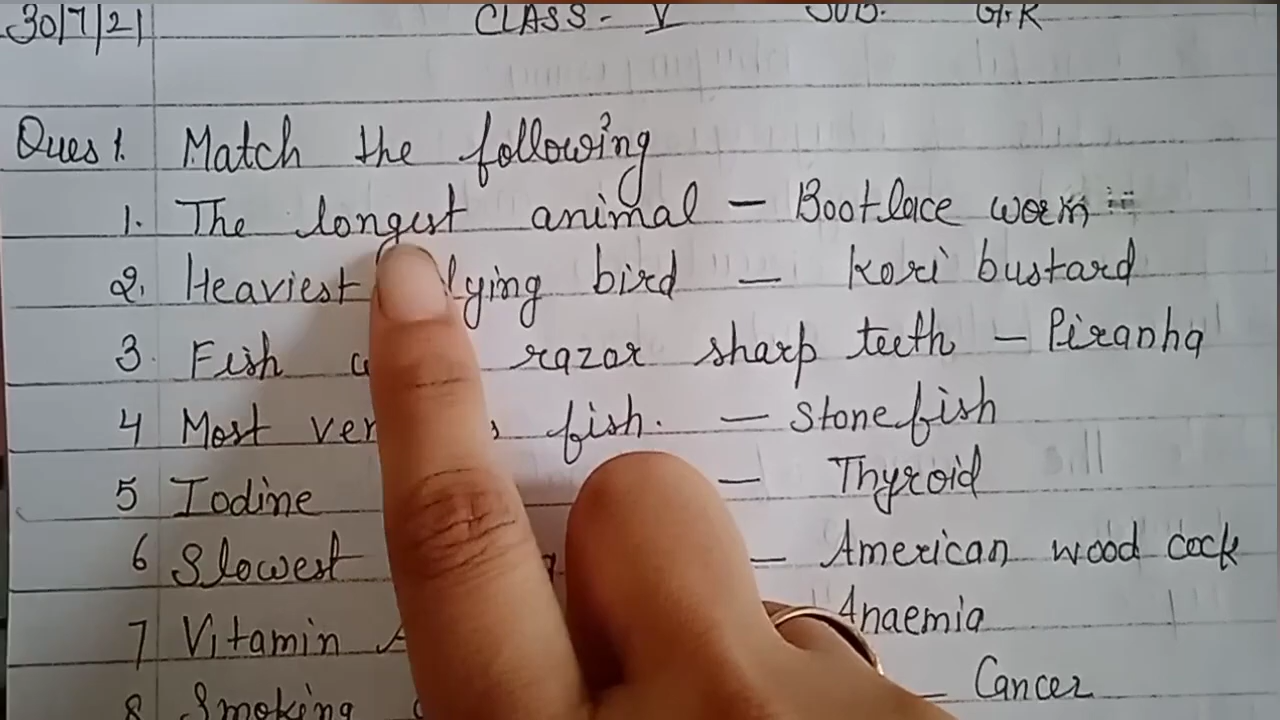 30/7/21 CLASS - V SUB. G.K
Ques 1. Match the following
1. The longest animal - Bootlace worm
2. Heaviest lying bird - Kori bustard
3. Fish razor sharp teeth - Piranha
4 Most fish. - Stone fish
5 Iodine - Thyroid
6 Slowest - American wood cock
7 Vitamin A Anaemia
8 Smoking - Cancer